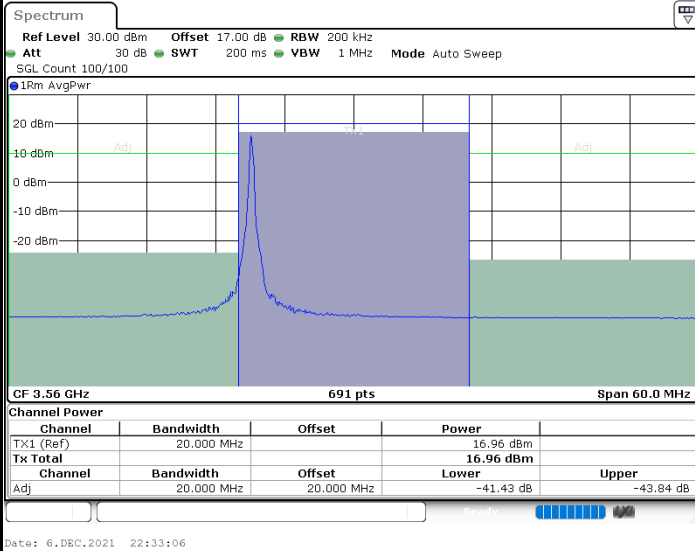 Spectrum
Ref Level 30.00 dBm Offset 17.00 dB RBW 200 kHz
Att 30 dB SWT 200 ms VBW 1 MHz Mode Auto Sweep
SGL Count 100/100
1Rm AvgPwr
20 dBm
TX1
Adj Adj
10 dBm
0 dBm
-10 dBm
-20 dBm
CF 3.56 GHz 691 pts Span 60.0 MHz
Channel Power
Channel Bandwidth Offset Power
TX1 (Ref) 20.000 MHz 16.96 dBm
Tx Total 16.96 dBm
Channel Bandwidth Offset Lower Upper
Adj 20.000 MHz 20.000 MHz -41.43 dB -43.84 dB
Ready
Date: 6.DEC.2021 22:33:06